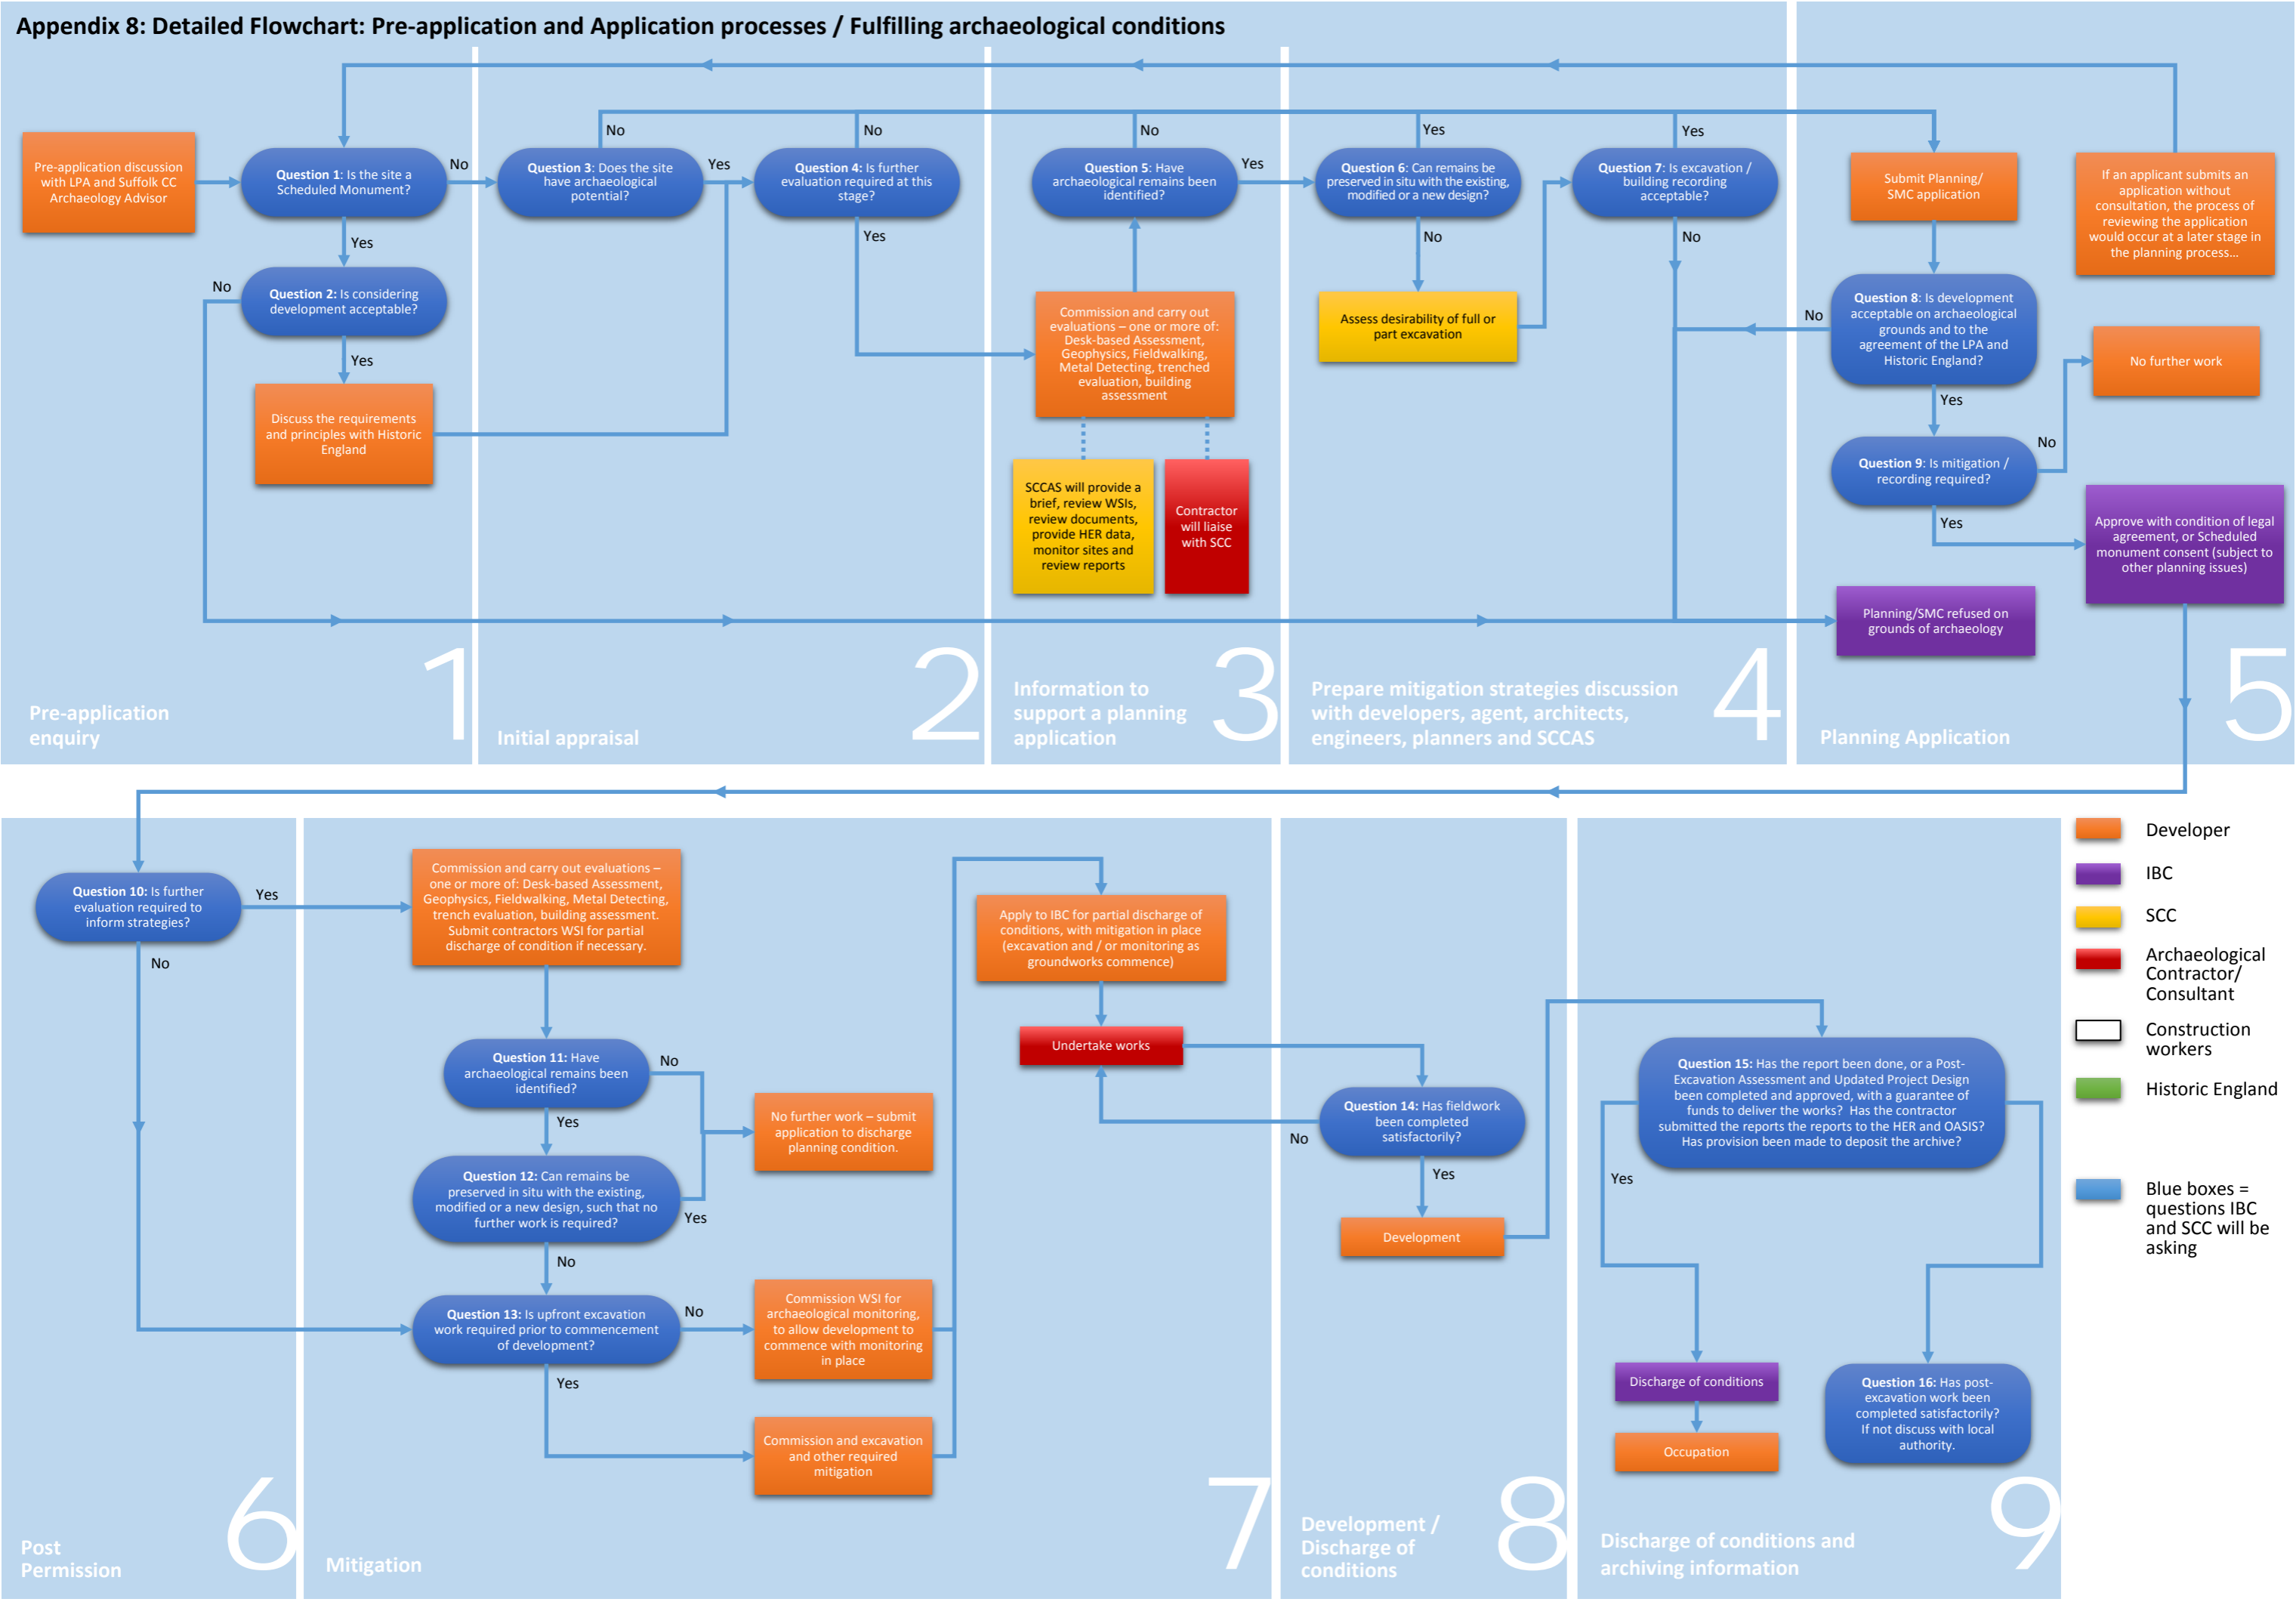 Appendix 8: Detailed Flowchart: Pre-application and Application processes / Fulfilling archaeological conditions
Pre-application discussion
with LPA and Suffolk CC
Archaeology Advisor
Question 1: Is the site a
Scheduled Monument?
No
Yes
Question 2: Is considering
development acceptable?
No
Yes
Discuss the requirements
and principles with Historic
England
Pre-application
enquiry
1
No
Question 3: Does the site
have archaeological
potential?
Yes
No
Question 4: Is further
evaluation required at this
stage?
Yes
Initial appraisal
2
No
Question 5: Have
archaeological remains been
identified?
Yes
Commission and carry out
evaluations – one or more of:
Desk-based Assessment,
Geophysics, Fieldwalking,
Metal Detecting, trenched
evaluation, building
assessment
SCCAS will provide a
brief, review WSIs,
review documents,
provide HER data,
monitor sites and
review reports
Contractor
will liaise
with SCC
Information to
support a planning
application
3
Yes
Question 6: Can remains be
preserved in situ with the existing,
modified or a new design?
No
Assess desirability of full or
part excavation
Yes
Question 7: Is excavation /
building recording
acceptable?
No
Prepare mitigation strategies discussion
with developers, agent, architects,
engineers, planners and SCCAS
4
Submit Planning/
SMC application
If an applicant submits an
application without
consultation, the process of
reviewing the application
would occur at a later stage in
the planning process...
Question 8: Is development
acceptable on archaeological
grounds and to the
agreement of the LPA and
Historic England?
No
Yes
No further work
Question 9: Is mitigation /
recording required?
No
Yes
Approve with condition of legal
agreement, or Scheduled
monument consent (subject to
other planning issues)
Planning/SMC refused on
grounds of archaeology
Planning Application
5
Question 10: Is further
evaluation required to
inform strategies?
Yes
No
Post
Permission
6
Commission and carry out evaluations –
one or more of: Desk-based Assessment,
Geophysics, Fieldwalking, Metal Detecting,
trench evaluation, building assessment.
Submit contractors WSI for partial
discharge of condition if necessary.
Question 11: Have
archaeological remains been
identified?
No
Yes
No further work – submit
application to discharge
planning condition.
Question 12: Can remains be
preserved in situ with the existing,
modified or a new design, such that no
further work is required?
Yes
No
Question 13: Is upfront excavation
work required prior to commencement
of development?
No
Yes
Commission WSI for
archaeological monitoring,
to allow development to
commence with monitoring
in place
Commission and excavation
and other required
mitigation
Apply to IBC for partial discharge of
conditions, with mitigation in place
(excavation and / or monitoring as
groundworks commence)
Undertake works
Mitigation
7
Question 14: Has fieldwork
been completed
satisfactorily?
No
Yes
Development
Development /
Discharge of
conditions
8
Question 15: Has the report been done, or a Post-
Excavation Assessment and Updated Project Design
been completed and approved, with a guarantee of
funds to deliver the works? Has the contractor
submitted the reports the reports to the HER and OASIS?
Has provision been made to deposit the archive?
Yes
Discharge of conditions
Occupation
Question 16: Has post-
excavation work been
completed satisfactorily?
If not discuss with local
authority.
Discharge of conditions and
archiving information
9
Developer
IBC
SCC
Archaeological
Contractor/
Consultant
Construction
workers
Historic England
Blue boxes =
questions IBC
and SCC will be
asking